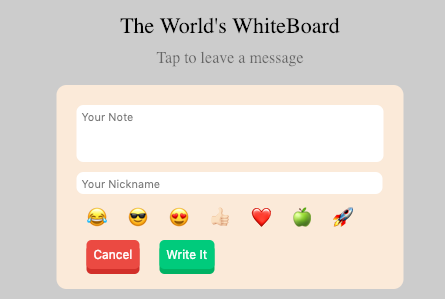 The World's WhiteBoard
Tap to leave a message
Your Note
Your Nickname
Cancel Write It